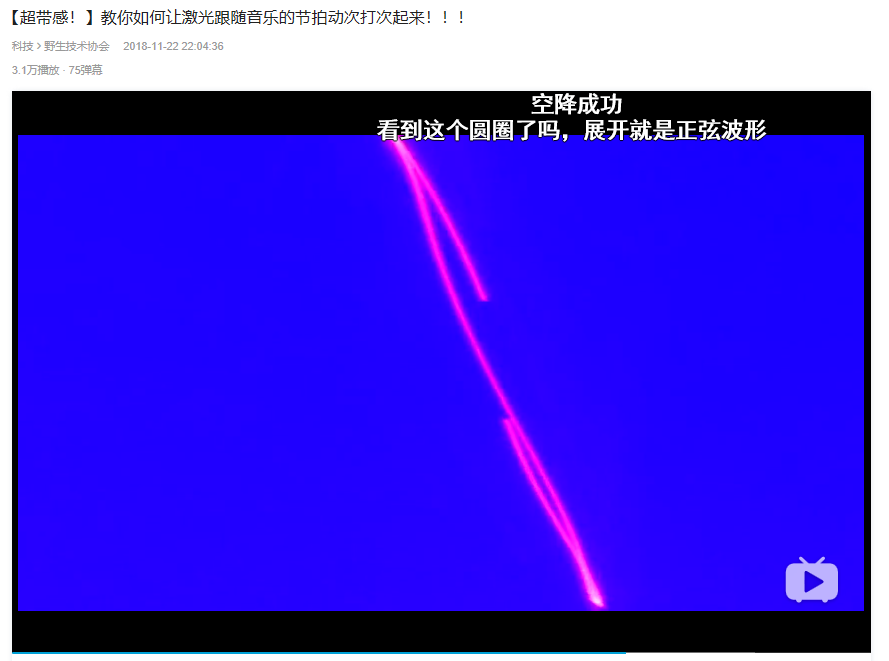 【超带感！】教你如何让激光跟随音乐的节拍动次打次起来！！！
科技 > 野生技术协会 2018-11-22 22:04:36
3.1万播放 · 75弹幕
空降成功
看到这个圆圈了吗，展开就是正弦波形